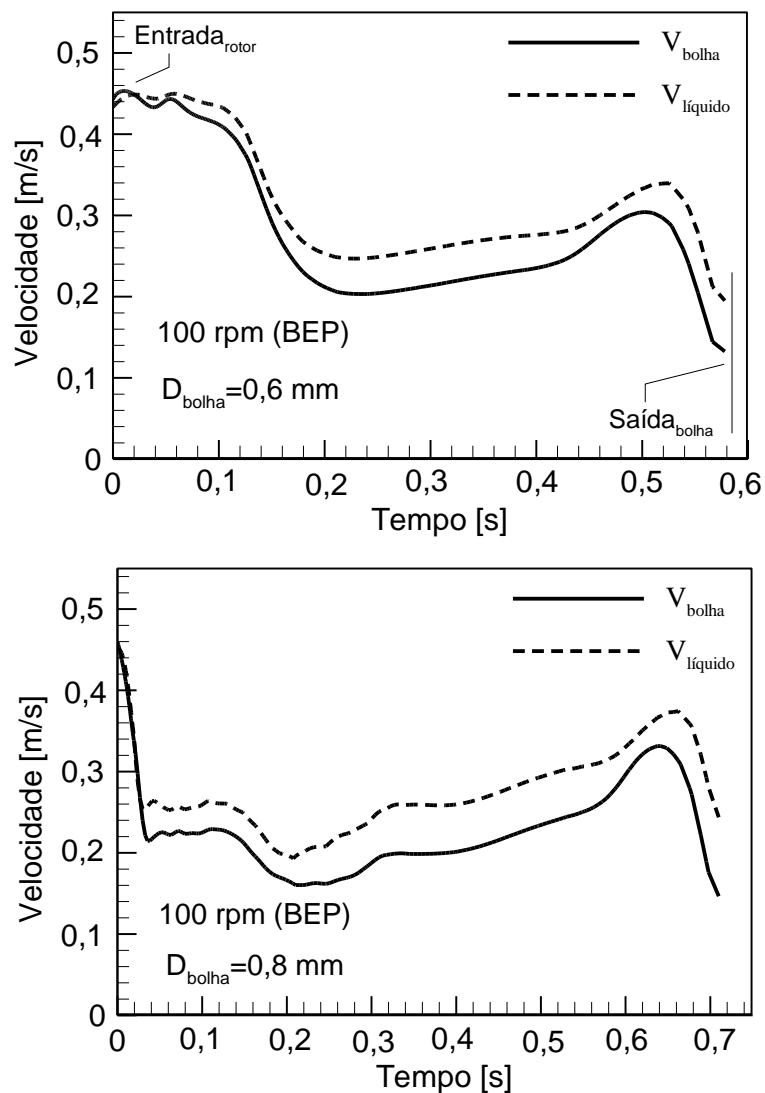 0,5
0,4
0,3
0,2
0,1
0
Velocidade [m/s]
Entrada rotor
V bolha
V líquido
100 rpm (BEP)
D bolha=0,6 mm
Saída bolha
0 0,1 0,2 0,3 0,4 0,5 0,6
Tempo [s]
0,5
0,4
0,3
0,2
0,1
0
Velocidade [m/s]
V bolha
V líquido
100 rpm (BEP)
D bolha=0,8 mm
0 0,1 0,2 0,3 0,4 0,5 0,6 0,7
Tempo [s]